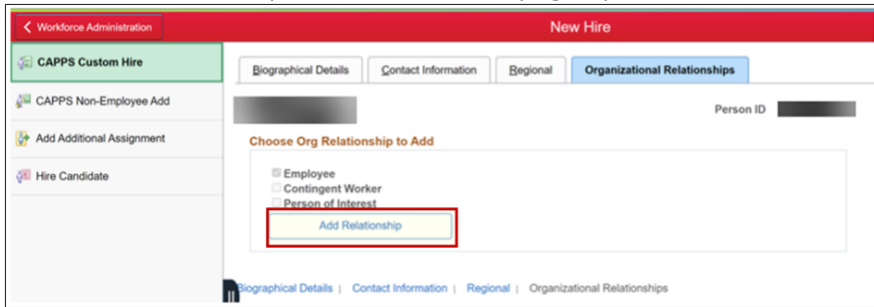 Workforce Administration
New Hire
CAPPS Custom Hire
CAPPS Non-Employee Add
Add Additional Assignment
Hire Candidate
Biographical Details
Contact Information
Regional
Organizational Relationships
Person ID
Choose Org Relationship to Add
Employee
Contingent Worker
Person of Interest
Add Relationship
Biographical Details | Contact Information | Regional | Organizational Relationships